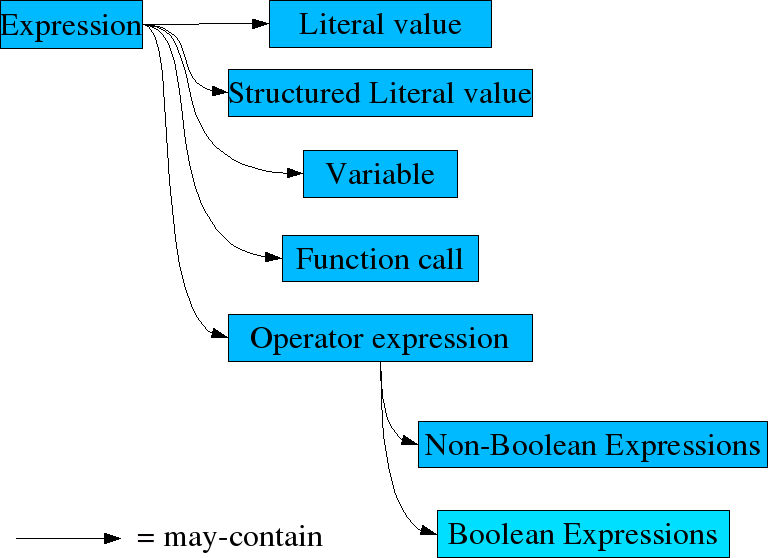 Expression
Literal value
Structured Literal value
Variable
Function call
Operator expression
Non-Boolean Expressions
Boolean Expressions
= may-contain